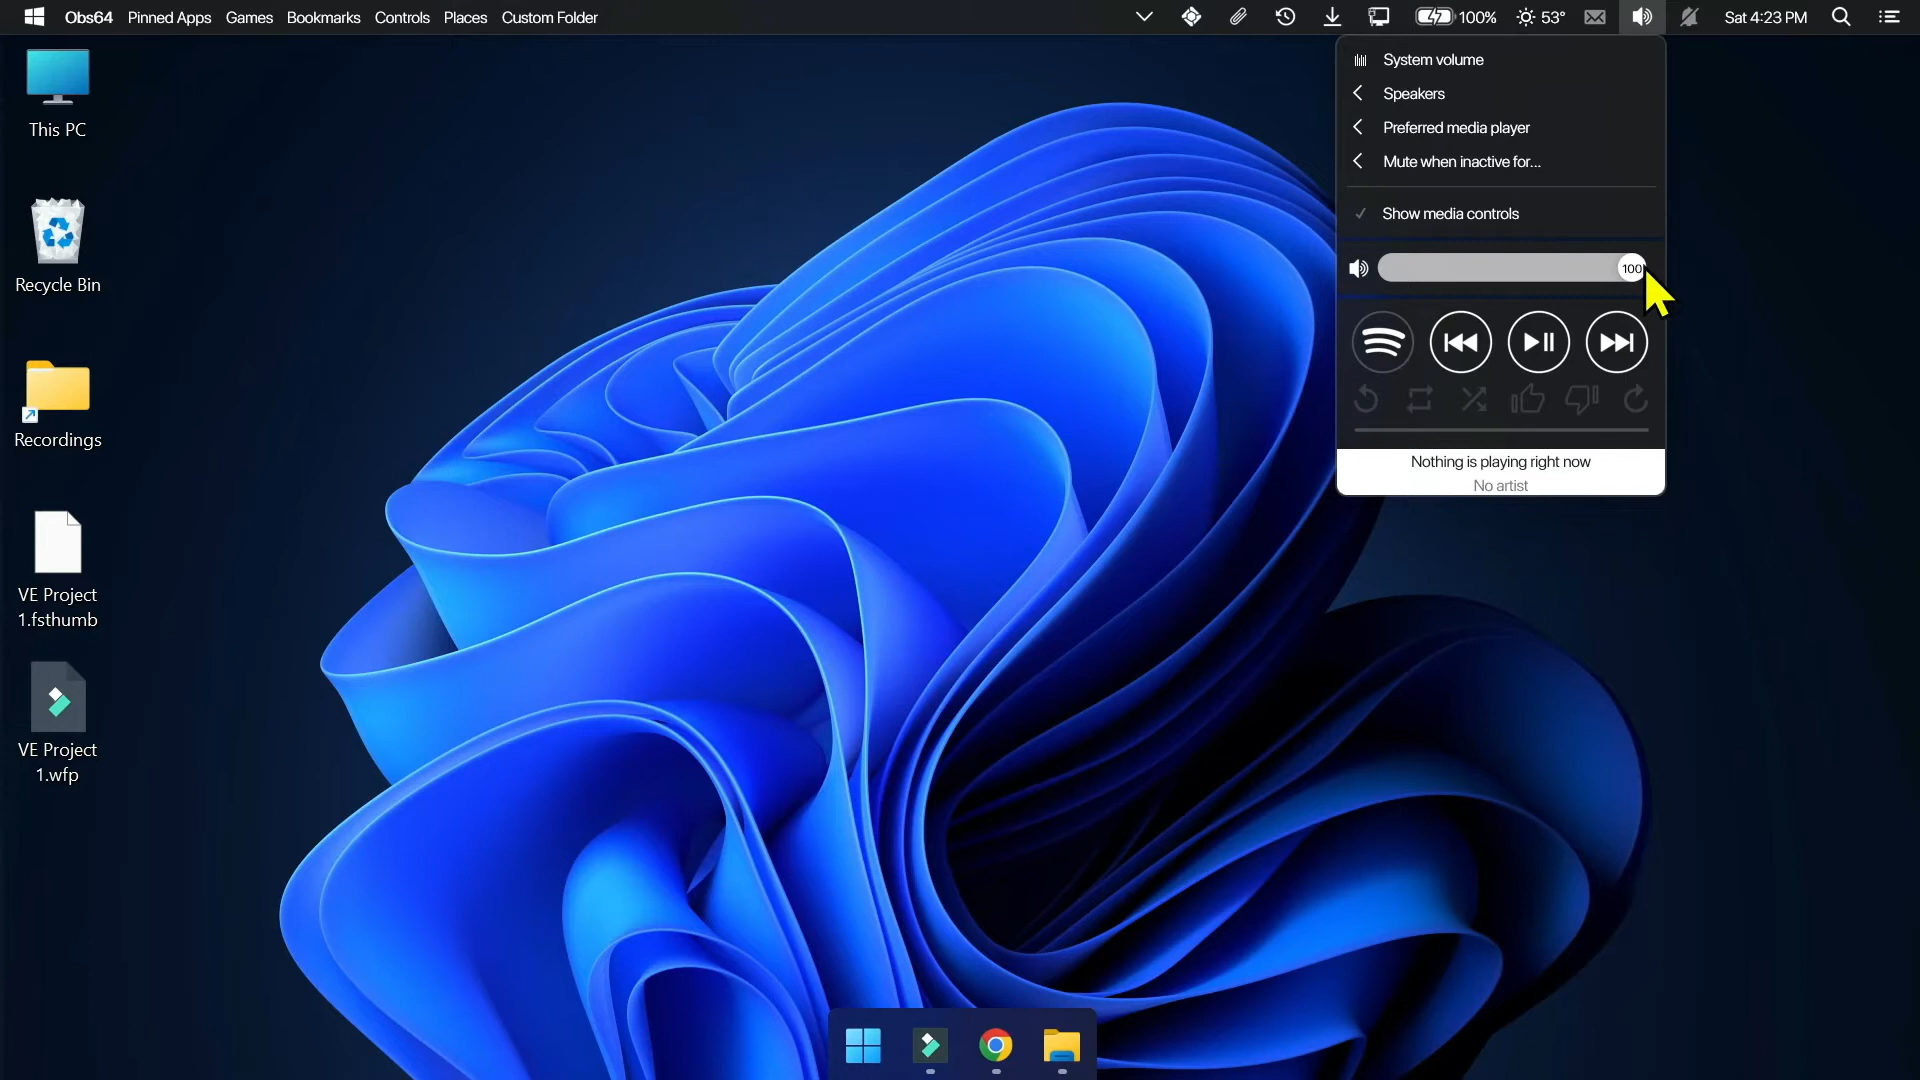 Obs64 Pinned Apps Games Bookmarks Controls Places Custom Folder 100% 53° Sat 4:23 PM
This PC
Recycle Bin
Recordings
VE Project
1.fsthumb
VE Project
1.wfp
System volume
Speakers
Preferred media player
Mute when inactive for...
Show media controls
100
Nothing is playing right now
No artist